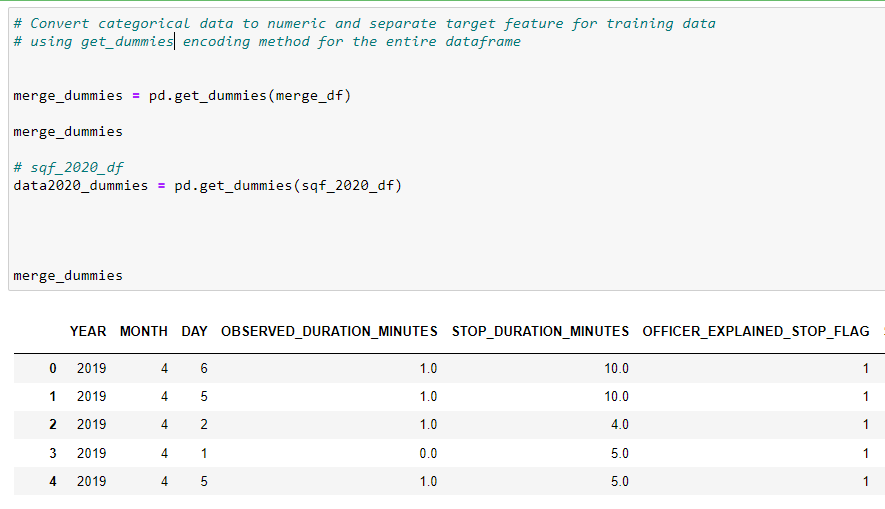 # Convert categorical data to numeric and separate target feature for training data
# using get_dummies encoding method for the entire dataframe
merge_dummies = pd.get_dummies(merge_df)
merge_dummies
# sqf_2020_df
data2020_dummies = pd.get_dummies(sqf_2020_df)
merge_dummies
YEAR MONTH DAY OBSERVED_DURATION_MINUTES STOP_DURATION_MINUTES OFFICER_EXPLAINED_STOP_FLAG
0 2019 4 6 1.0 10.0 1
1 2019 4 5 1.0 10.0 1
2 2019 4 2 1.0 4.0 1
3 2019 4 1 0.0 5.0 1
4 2019 4 5 1.0 5.0 1